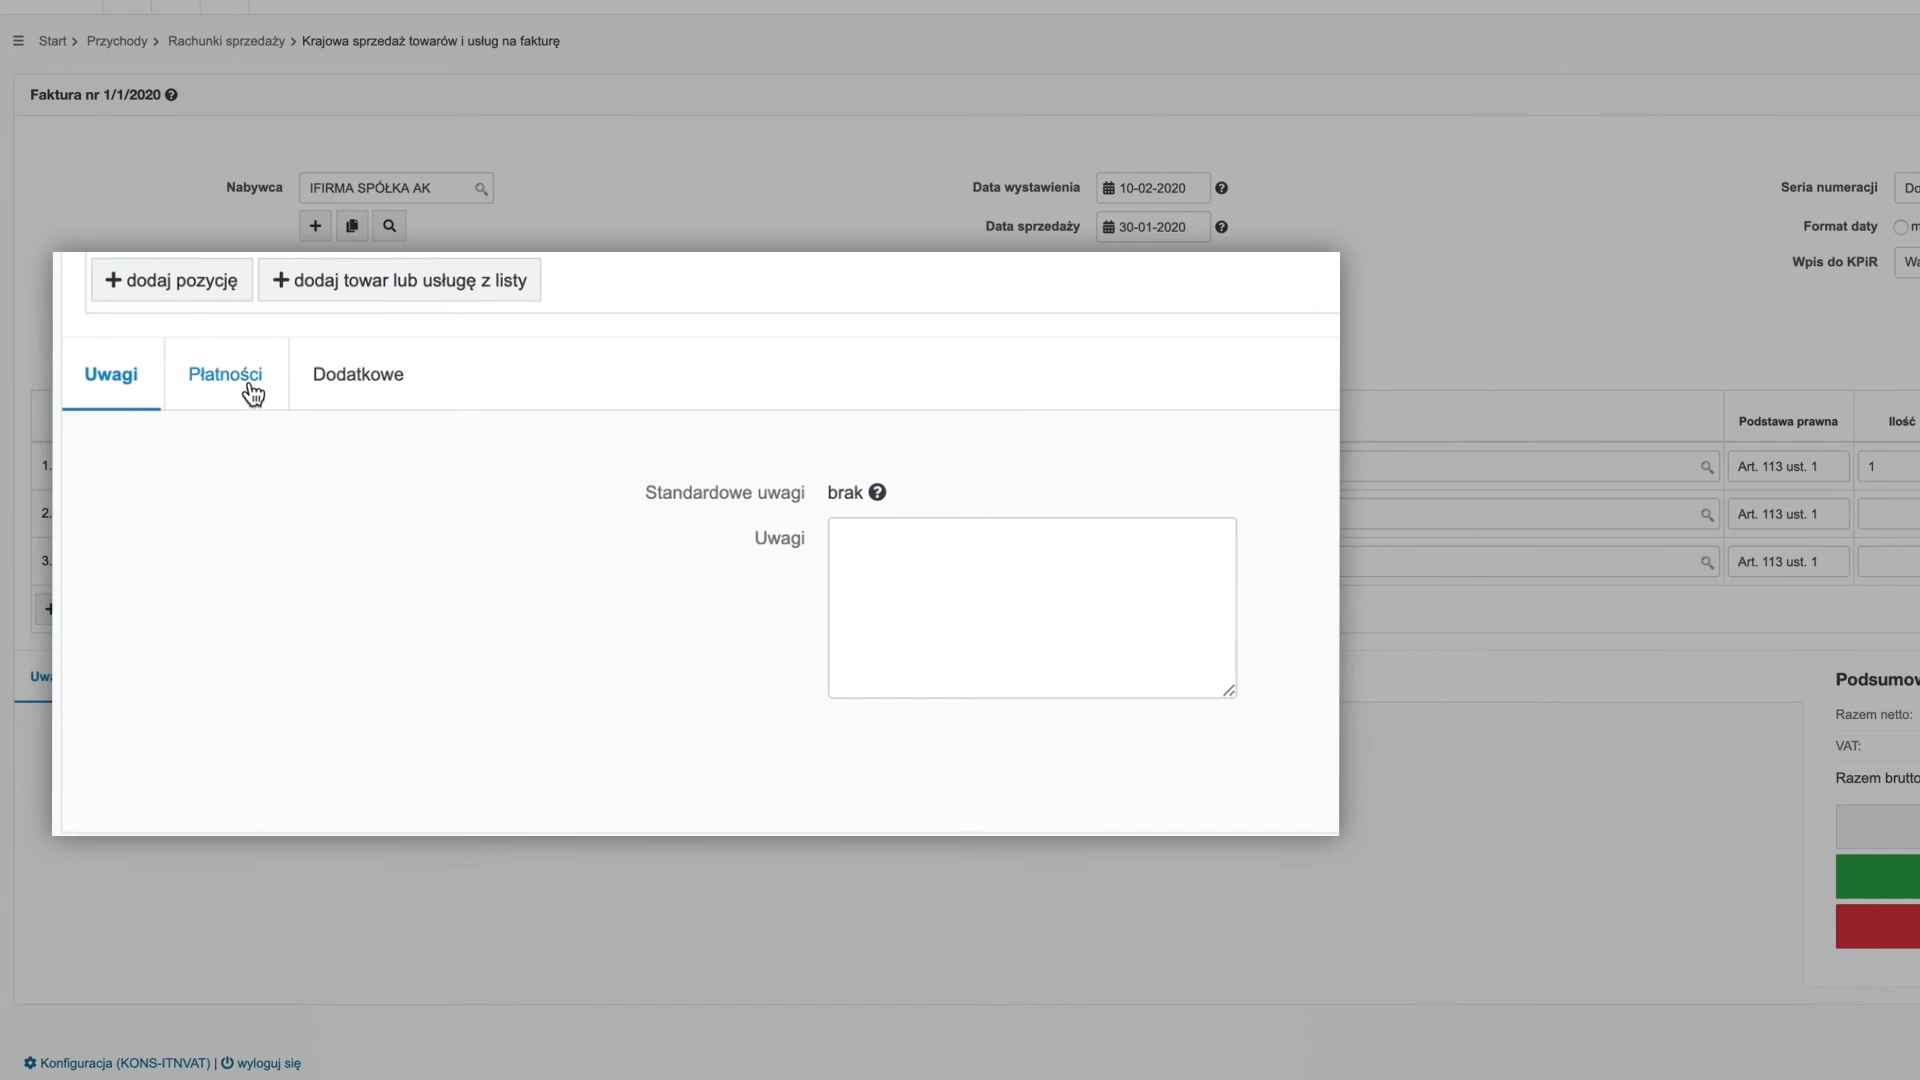 Start > Przychody > Rachunki sprzedaży > Krajowa sprzedaż towarów i usług na fakturę
Faktura nr 1/1/2020
Nabywca
IFIRMA SPÓŁKA AK
Data wystawienia
10-02-2020
Data sprzedaży
30-01-2020
Seria numeracji
Do
Format daty
m
Wpis do KPiR
Wa
+ dodaj pozycję
+ dodaj towar lub usługę z listy
Uwagi
Płatności
Dodatkowe
Standardowe uwagi
brak
Uwagi
Podstawa prawna
Ilość
1.
Art. 113 ust. 1
1
2.
Art. 113 ust. 1
3.
Art. 113 ust. 1
Uwa
Podsumow
Razem netto:
VAT:
Razem brutto
Konfiguracja (KONS-ITNVAT) | wyloguj się